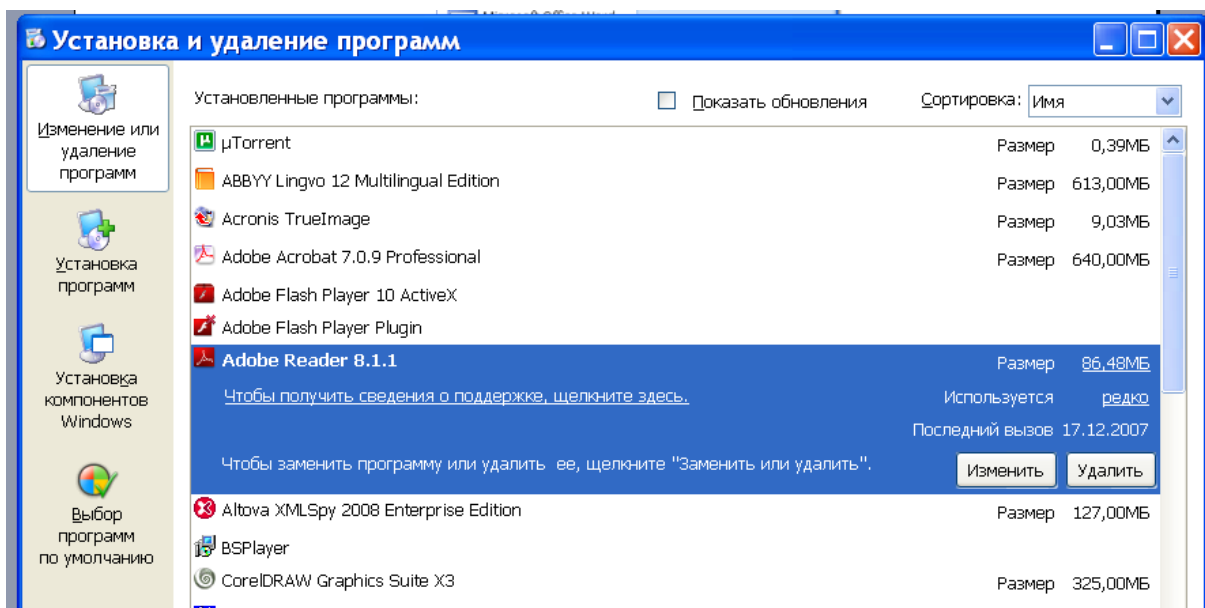 Установка и удаление программ
Изменение или
удаление
программ
Установка
программ
Установка
компонентов
Windows
Выбор
программ
по умолчанию
Установленные программы:
Показать обновления
Сортировка: Имя
µTorrent Размер 0,39МБ
ABBYY Lingvo 12 Multilingual Edition Размер 613,00МБ
Acronis TrueImage Размер 9,03МБ
Adobe Acrobat 7.0.9 Professional Размер 640,00МБ
Adobe Flash Player 10 ActiveX
Adobe Flash Player Plugin
Adobe Reader 8.1.1 Размер 86,48МБ
Чтобы получить сведения о поддержке, щелкните здесь. Используется редко
Последний вызов 17.12.2007
Чтобы заменить программу или удалить ее, щелкните "Заменить или удалить". Изменить Удалить
Altova XMLSpy 2008 Enterprise Edition Размер 127,00МБ
BSPlayer
CorelDRAW Graphics Suite X3 Размер 325,00МБ